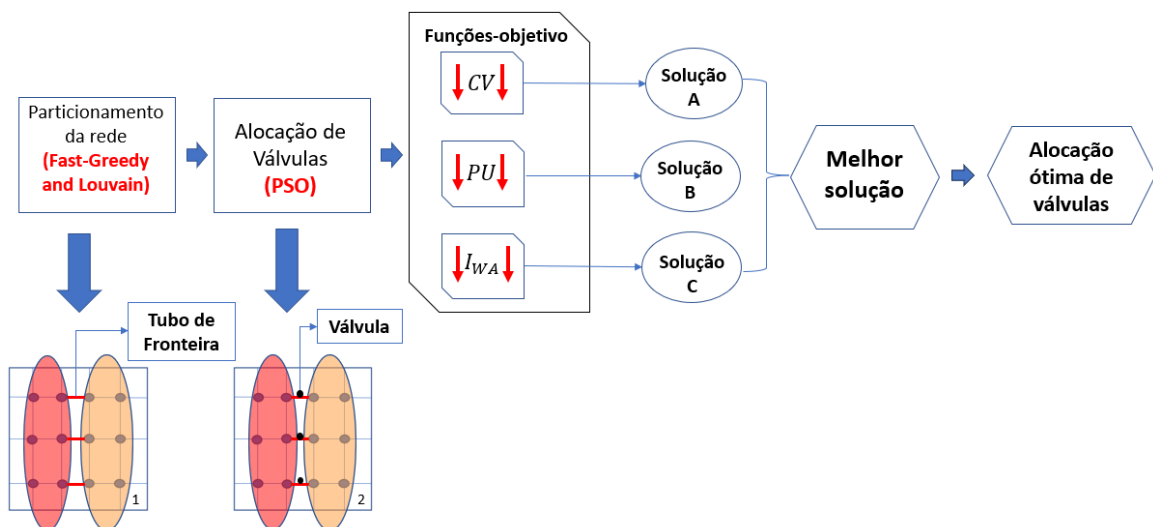 Particionamento
da rede
(Fast-Greedy
and Louvain)
Alocação de
Válvulas
(PSO)
Funções-objetivo
CV
PU
I_WA
Solução
A
Solução
B
Solução
C
Melhor
solução
Alocação
ótima de
válvulas
Tubo de
Fronteira
Válvula
1
2